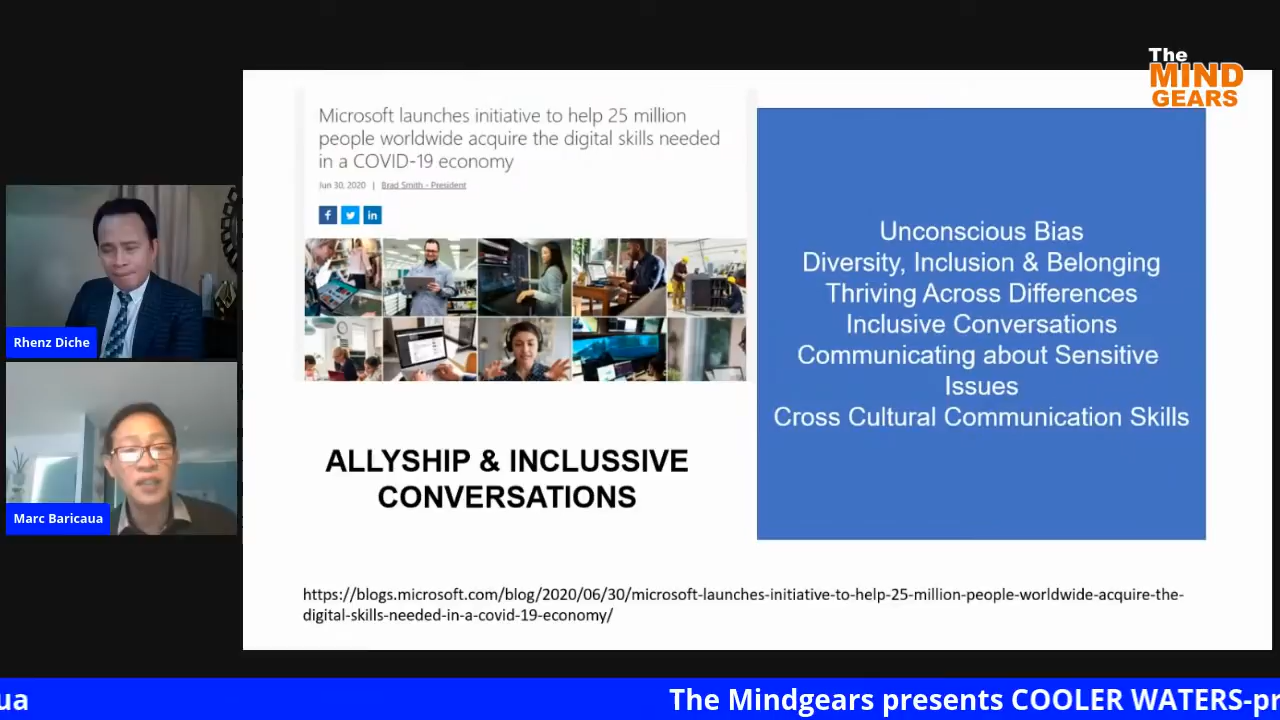 The
MIND
GEARS
Microsoft launches initiative to help 25 million
people worldwide acquire the digital skills needed
in a COVID-19 economy
Jun 30, 2020 | Brad Smith - President
f
in
Unconscious Bias
Diversity, Inclusion & Belonging
Thriving Across Differences
Inclusive Conversations
Communicating about Sensitive
Issues
Cross Cultural Communication Skills
Rhenz Diche
Marc Baricaua
ALLYSHIP & INCLUSSIVE
CONVERSATIONS
https://blogs.microsoft.com/blog/2020/06/30/microsoft-launches-initiative-to-help-25-million-people-worldwide-acquire-the-
digital-skills-needed-in-a-covid-19-economy/
ua The Mindgears presents COOLER WATERS-pr